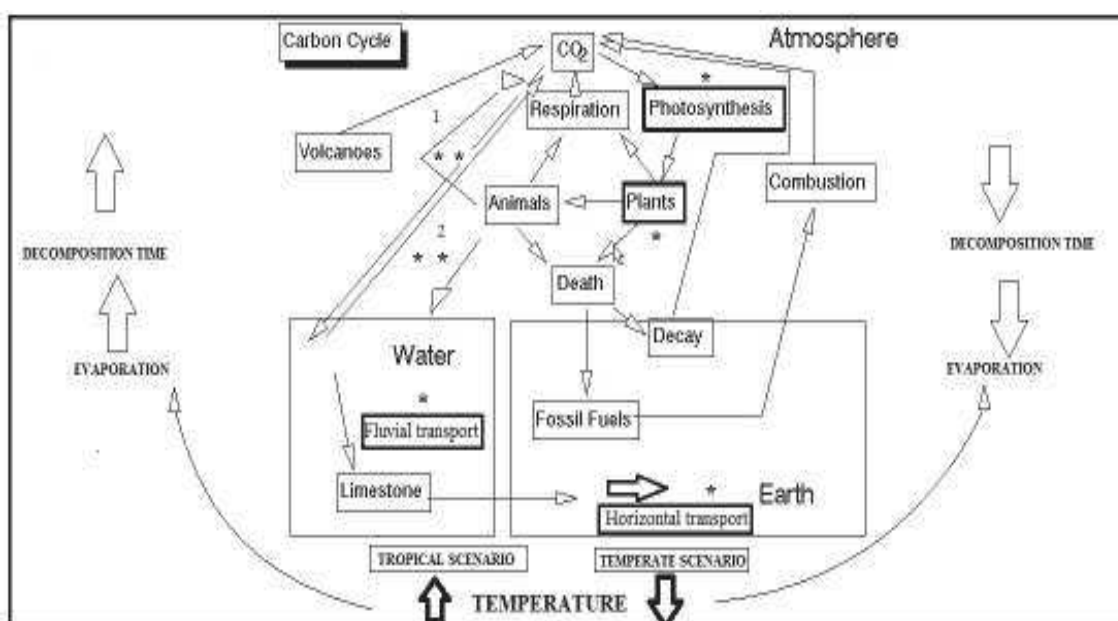 Carbon Cycle
CO2
Atmosphere
*
Respiration
Photosynthesis
1
Volcanoes
* *
Combustion
Animals
Plants
2
*
DECOMPOSITION TIME
* *
DECOMPOSITION TIME
Death
Decay
Water
EVAPORATION
EVAPORATION
*
Fossil Fuels
Fluvial transport
Limestone
*
Earth
Horizontal transport
TROPICAL SCENARIO
TEMPERATE SCENARIO
TEMPERATURE